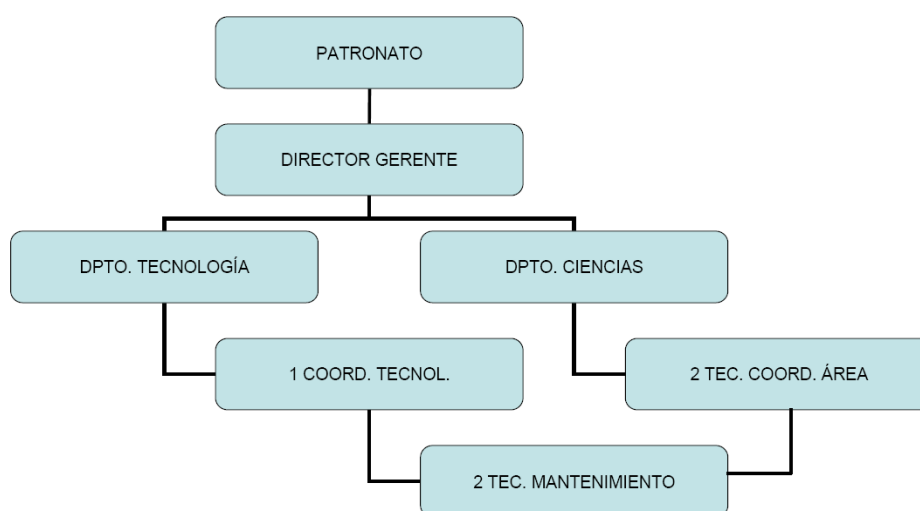 PATRONATO
DIRECTOR GERENTE
DPTO. TECNOLOGÍA
DPTO. CIENCIAS
1 COORD. TECNOL.
2 TEC. COORD. ÁREA
2 TEC. MANTENIMIENTO